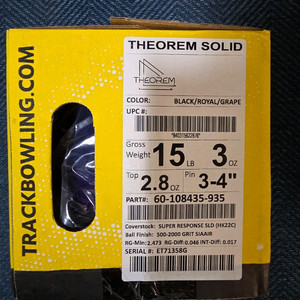 TRACKBOWLING.COM
THEOREM SOLID
THEOREM
COLOR: BLACK/ROYAL/GRAPE
UPC #:
Gross Weight 15 LB 3 OZ
Top 2.8 OZ Pin 3-4"
PART#: 60-108435-935
Coverstock: SUPER RESPONSE SLD (HK22C)
Ball Finish: 500-2000 GRIT SIAAIR
RG-Min: 2.473 RG-Diff: 0.046 INT-Diff: 0.017
SERIAL #: ET71358G